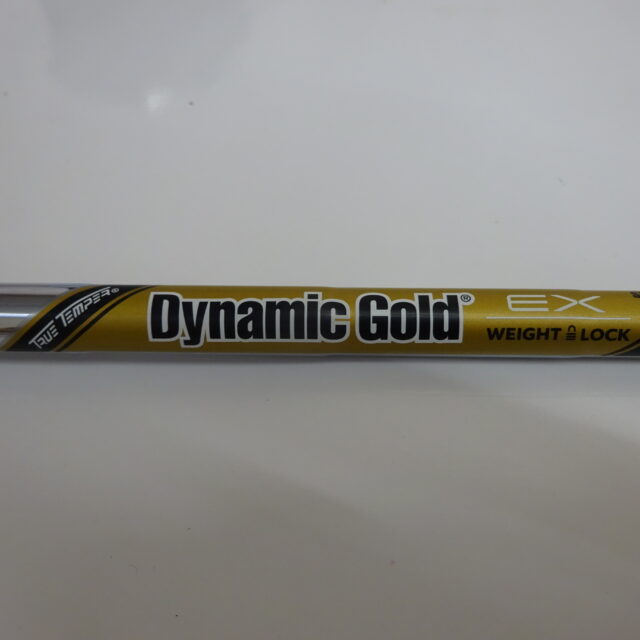 TRUE TEMPER®
Dynamic Gold®
EX
WEIGHT LOCK